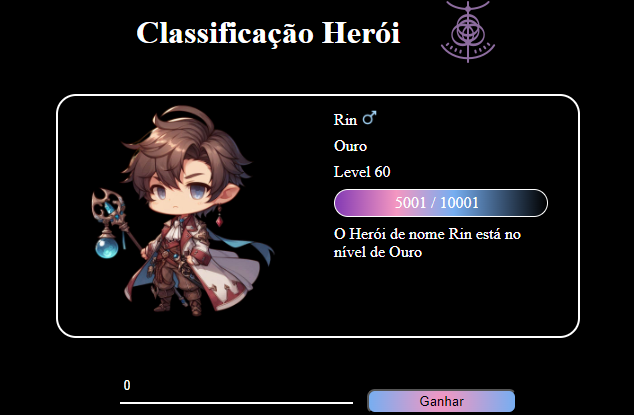 Classificação Herói
Rin ♂
Ouro
Level 60
5001 / 10001
O Herói de nome Rin está no
nível de Ouro
0
Ganhar